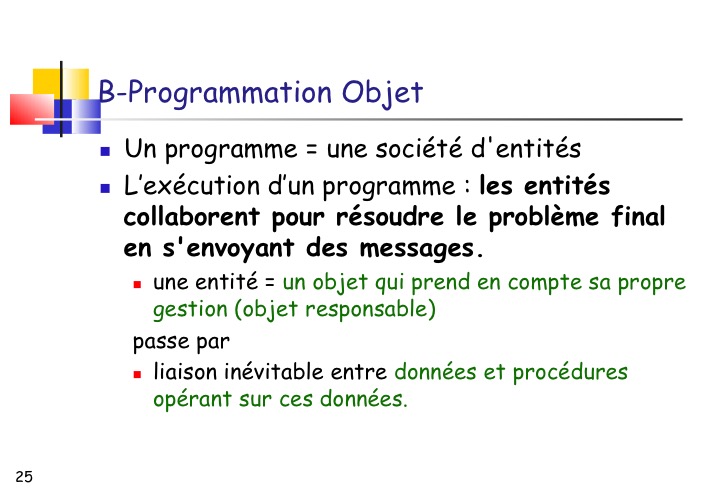 B-Programmation Objet
Un programme = une société d'entités
L’exécution d’un programme : les entités
collaborent pour résoudre le problème final
en s'envoyant des messages.
une entité = un objet qui prend en compte sa propre
gestion (objet responsable)
passe par
liaison inévitable entre données et procédures
opérant sur ces données.
25